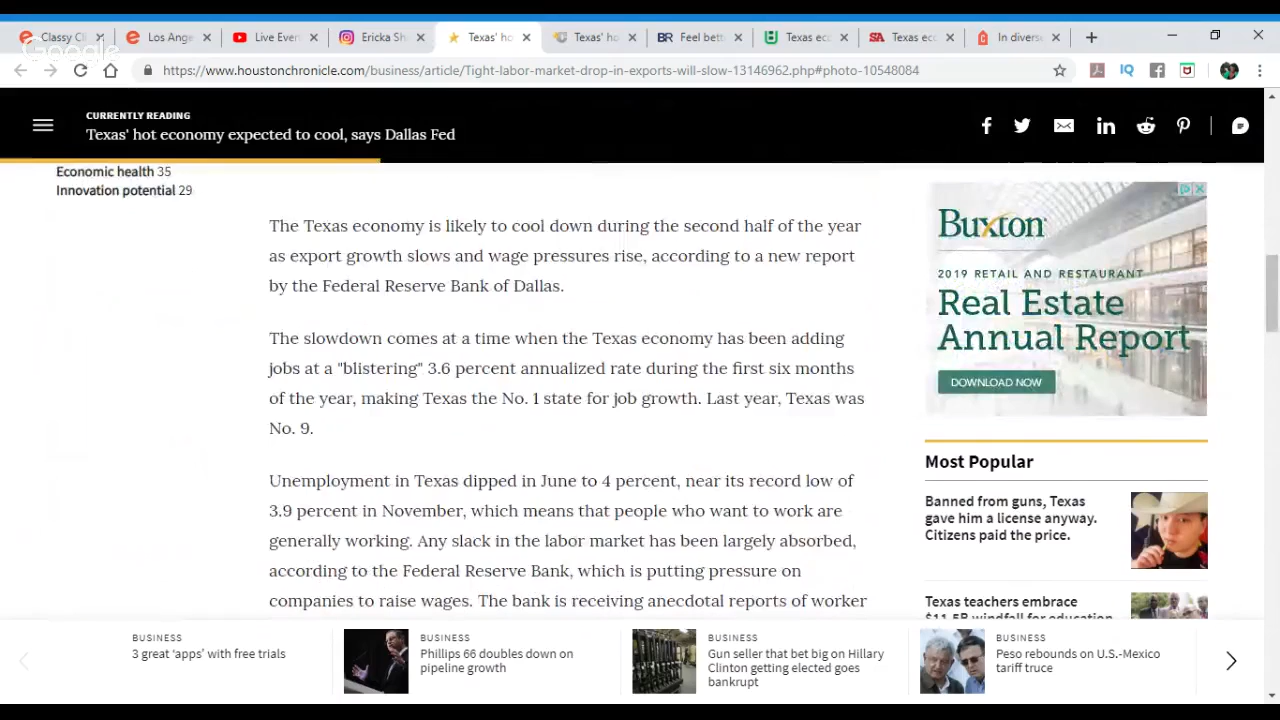 Classy Cli
Los Ange
Live Even
Ericka Sh
Texas' ho
Texas' ho
Feel bett
Texas eco
Texas eco
In diverse
Google
https://www.houstonchronicle.com/business/article/Tight-labor-market-drop-in-exports-will-slow-13146962.php#photo-10548084
CURRENTLY READING
Texas' hot economy expected to cool, says Dallas Fed
Economic health 35
Innovation potential 29
The Texas economy is likely to cool down during the second half of the year
as export growth slows and wage pressures rise, according to a new report
by the Federal Reserve Bank of Dallas.
The slowdown comes at a time when the Texas economy has been adding
jobs at a "blistering" 3.6 percent annualized rate during the first six months
of the year, making Texas the No. 1 state for job growth. Last year, Texas was
No. 9.
Unemployment in Texas dipped in June to 4 percent, near its record low of
3.9 percent in November, which means that people who want to work are
generally working. Any slack in the labor market has been largely absorbed,
according to the Federal Reserve Bank, which is putting pressure on
companies to raise wages. The bank is receiving anecdotal reports of worker
Buxton
2019 RETAIL AND RESTAURANT
Real Estate
Annual Report
DOWNLOAD NOW
Most Popular
Banned from guns, Texas
gave him a license anyway.
Citizens paid the price.
Texas teachers embrace
$11.5B windfall for education
BUSINESS
3 great ‘apps’ with free trials
BUSINESS
Phillips 66 doubles down on
pipeline growth
BUSINESS
Gun seller that bet big on Hillary
Clinton getting elected goes
bankrupt
BUSINESS
Peso rebounds on U.S.-Mexico
tariff truce